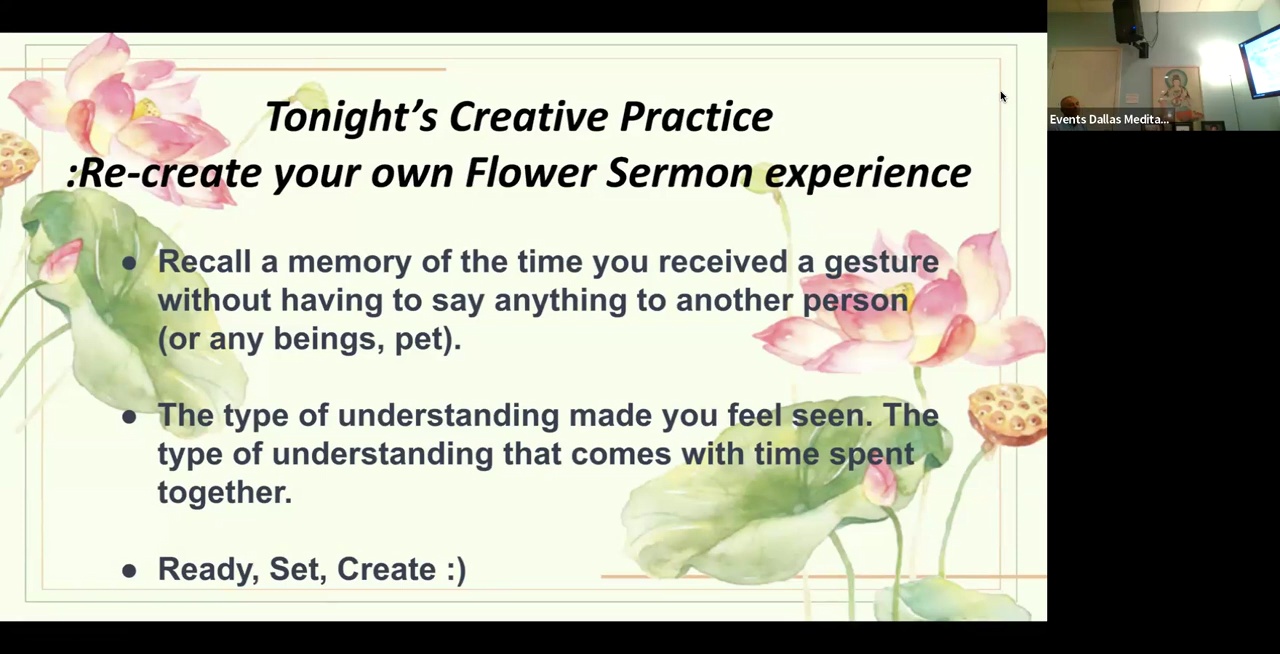 Tonight's Creative Practice
:Re-create your own Flower Sermon experience
● Recall a memory of the time you received a gesture
without having to say anything to another person
(or any beings, pet).
● The type of understanding made you feel seen. The
type of understanding that comes with time spent
together.
● Ready, Set, Create :)
Events Dallas Medita...